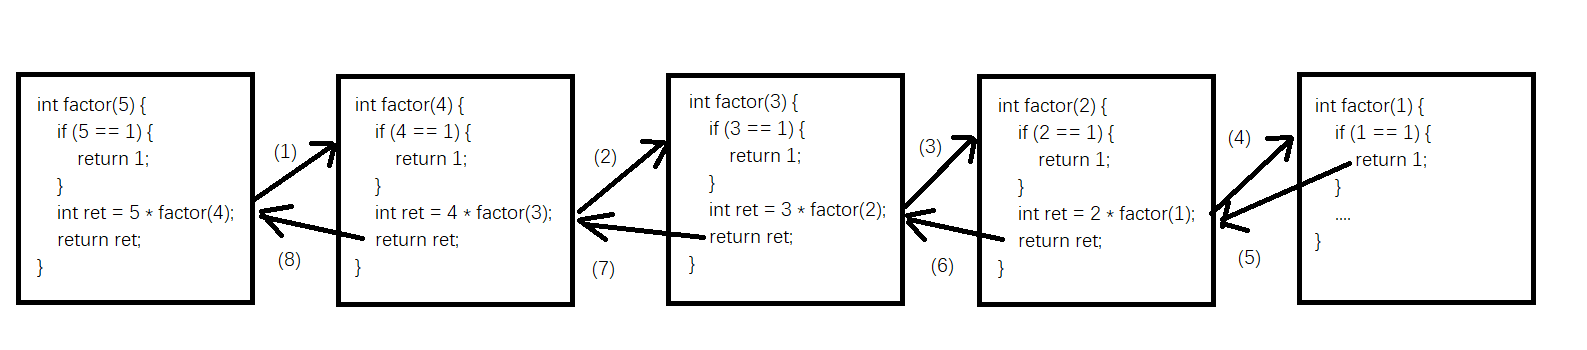 int factor(5) {
if (5 == 1) {
return 1;
}
int ret = 5 * factor(4);
return ret;
}
(1)
(8)
int factor(4) {
if (4 == 1) {
return 1;
}
int ret = 4 * factor(3);
return ret;
}
(2)
(7)
int factor(3) {
if (3 == 1) {
return 1;
}
int ret = 3 * factor(2);
return ret;
}
(3)
(6)
int factor(2) {
if (2 == 1) {
return 1;
}
int ret = 2 * factor(1);
return ret;
}
(4)
(5)
int factor(1) {
if (1 == 1) {
return 1;
}
....
}